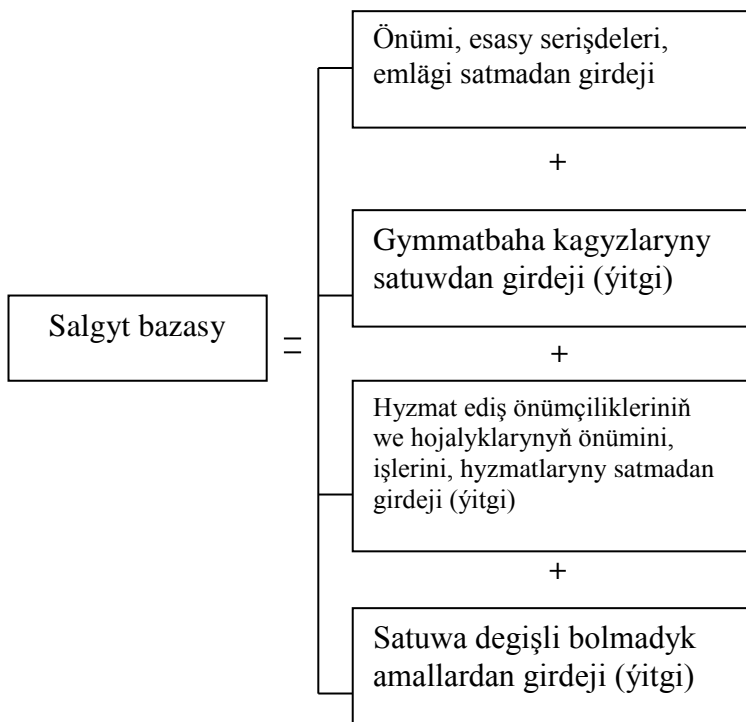 Önümi, esasy serişdeleri,
emlägi satmadan girdeji
+
Gymmatbaha kagyzlaryny
satuwdan girdeji (ýitgi)
Salgyt bazasy
=
+
Hyzmat ediş önümçilikleriniň
we hojalyklarynyň önümini,
işlerini, hyzmatlaryny satmadan
girdeji (ýitgi)
+
Satuwa degişli bolmadyk
amallardan girdeji (ýitgi)